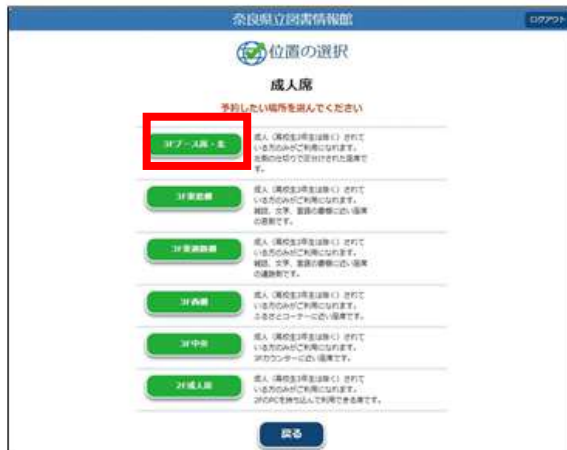 奈良県立図書情報館
ログアウト
位置の選択
成人席
予約したい場所を選んでください
3Fブース席・北
成人（高校生3年生は除く）されて
いる方のみがご利用になれます。
北側の仕切りで区分けされた座席で
す。
成人（高校生3年生は除く）されて
いる方のみがご利用になれます。
雑誌、文学、言語の書棚に近い座席
の窓側です。
成人（高校生3年生は除く）されて
いる方のみがご利用になれます。
雑誌、文学、言語の書棚に近い座席
の通路側です。
3F西側
成人（高校生3年生は除く）されて
いる方のみがご利用になれます。
ふるさとコーナーに近い座席です。
3F中央
成人（高校生3年生は除く）されて
いる方のみがご利用になれます。
3Fカウンターに近い座席です。
2F成人席
成人（高校生3年生は除く）されて
いる方のみがご利用になれます。
2FのPCを持ち込んで利用できる席です。
戻る